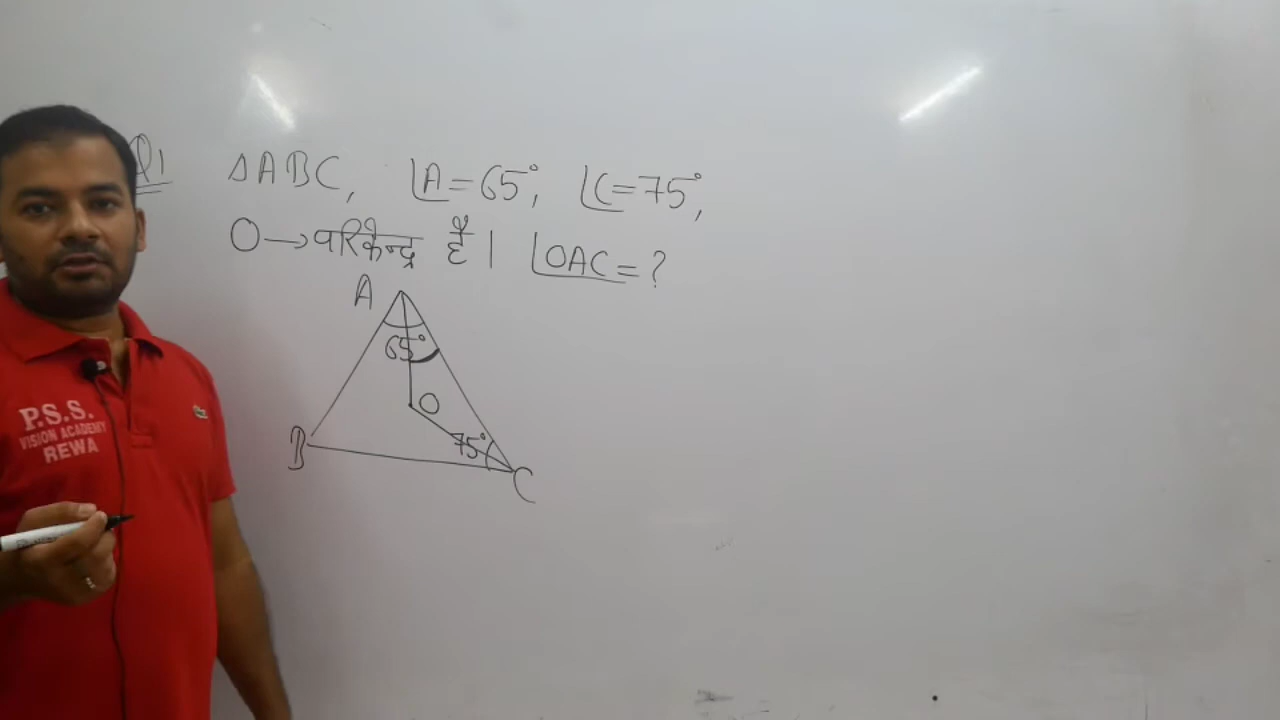 Q1
△ABC, ∠A=65°, ∠C=75°,
O→परिकेन्द्र है। ∠OAC=?
A
65°
O
B
75°
C
P.S.S.
VISION ACADEMY
REWA